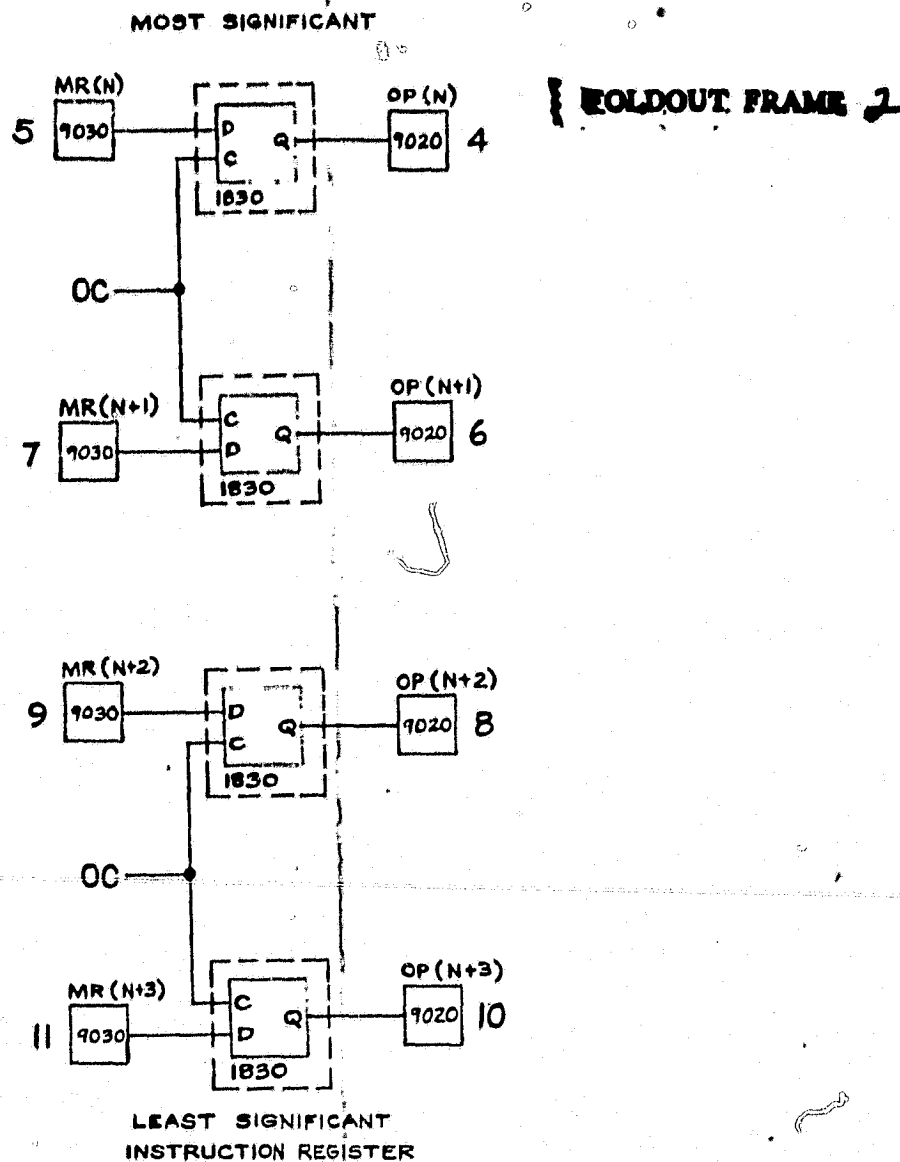 MOST SIGNIFICANT
FOLDOUT FRAME 2
MR(N)
OP(N)
5
9030
D
C
Q
1830
9020
4
OC
MR(N+1)
OP(N+1)
7
9030
C
D
Q
1830
9020
6
MR(N+2)
OP(N+2)
9
9030
D
C
Q
1830
9020
8
OC
MR(N+3)
OP(N+3)
11
9030
C
D
Q
1830
9020
10
LEAST SIGNIFICANT
INSTRUCTION REGISTER